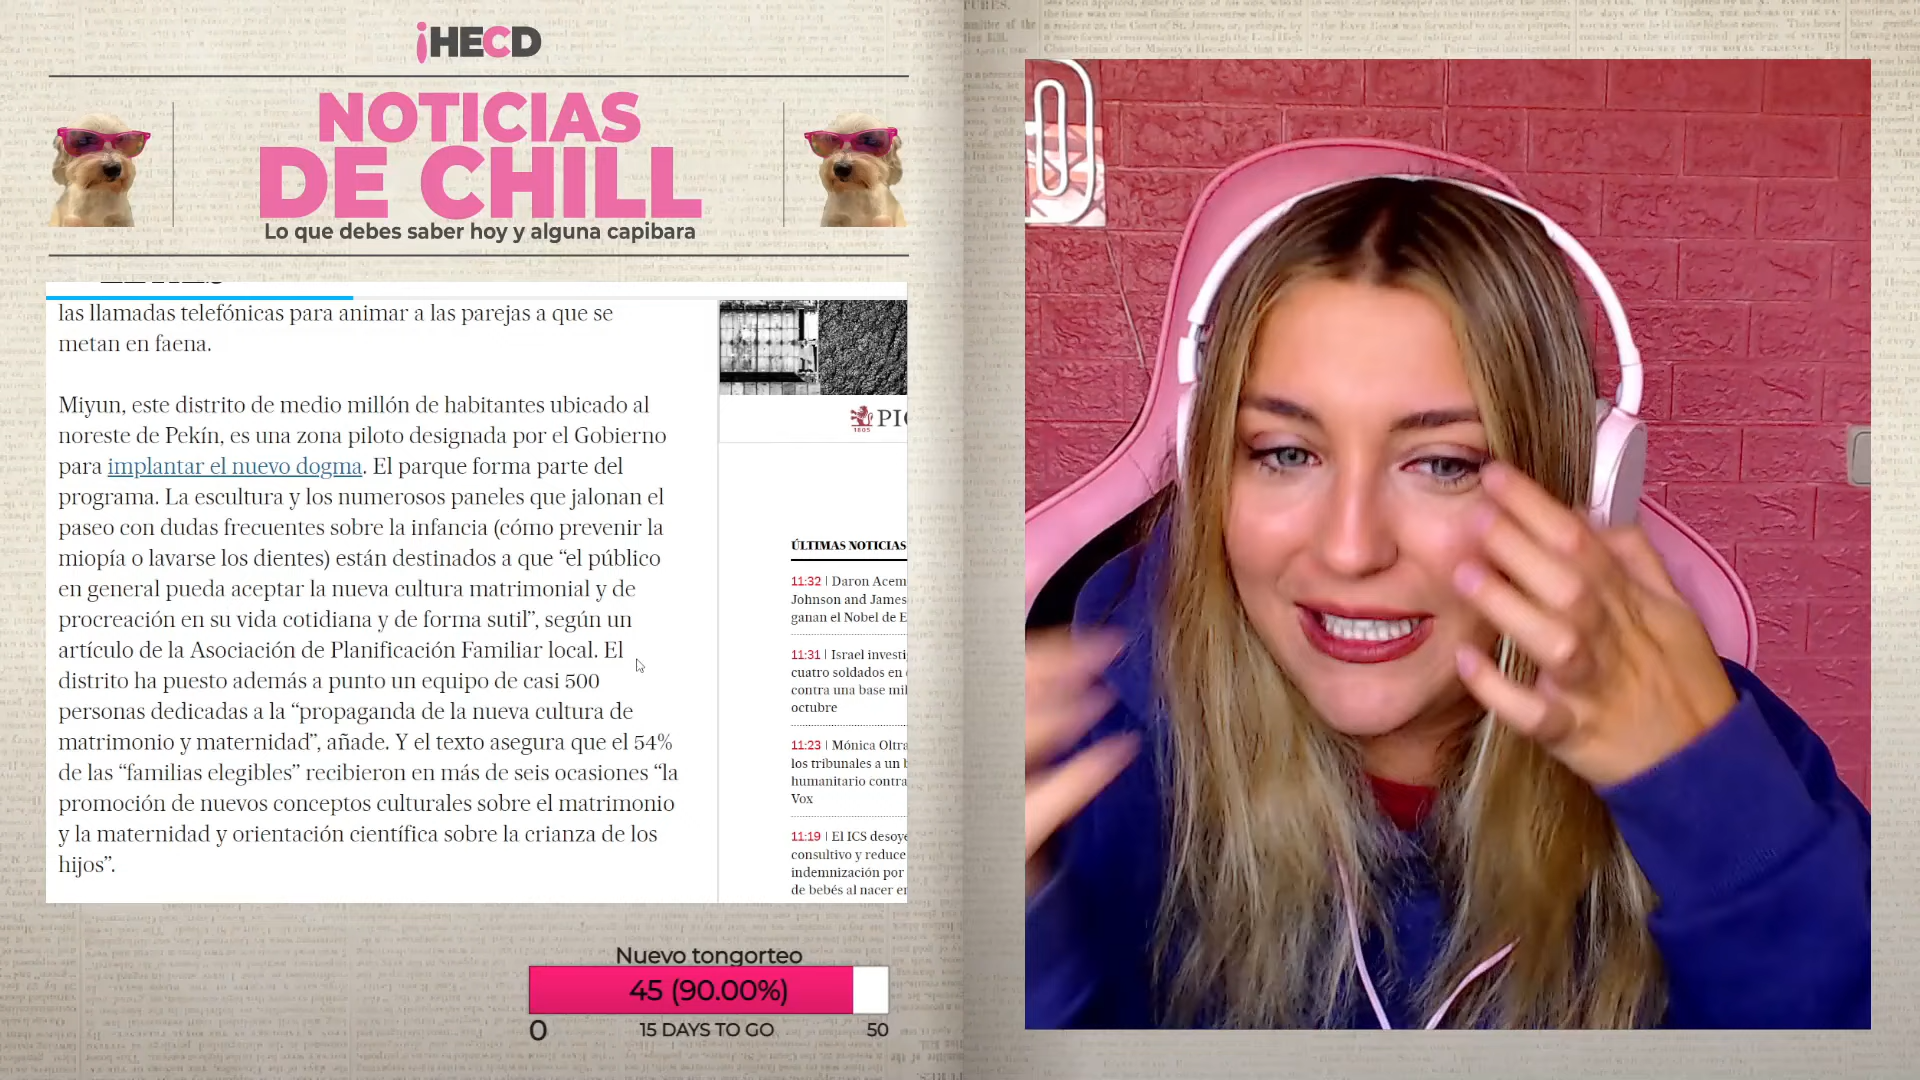 ¡HECD
NOTICIAS
DE CHILL
Lo que debes saber hoy y alguna capibara
las llamadas telefónicas para animar a las parejas a que se
metan en faena.
Miyun, este distrito de medio millón de habitantes ubicado al
noreste de Pekín, es una zona piloto designada por el Gobierno
para implantar el nuevo dogma. El parque forma parte del
programa. La escultura y los numerosos paneles que jalonan el
paseo con dudas frecuentes sobre la infancia (cómo prevenir la
miopía o lavarse los dientes) están destinados a que “el público
en general pueda aceptar la nueva cultura matrimonial y de
procreación en su vida cotidiana y de forma sutil”, según un
artículo de la Asociación de Planificación Familiar local. El
distrito ha puesto además a punto un equipo de casi 500
personas dedicadas a la “propaganda de la nueva cultura de
matrimonio y maternidad”, añade. Y el texto asegura que el 54%
de las “familias elegibles” recibieron en más de seis ocasiones “la
promoción de nuevos conceptos culturales sobre el matrimonio
y la maternidad y orientación científica sobre la crianza de los
hijos”.
1805
PIC
ÚLTIMAS NOTICIAS
11:32 | Daron Acem
Johnson and James
ganan el Nobel de E
11:31 | Israel investi
cuatro soldados en
contra una base mil
octubre
11:23 | Mónica Oltra
los tribunales a un b
humanitario contra
Vox
11:19 | El ICS desoye
consultivo y reduce
indemnización por
de bebés al nacer en
Nuevo tongorteo
45 (90.00%)
0 15 DAYS TO GO 50